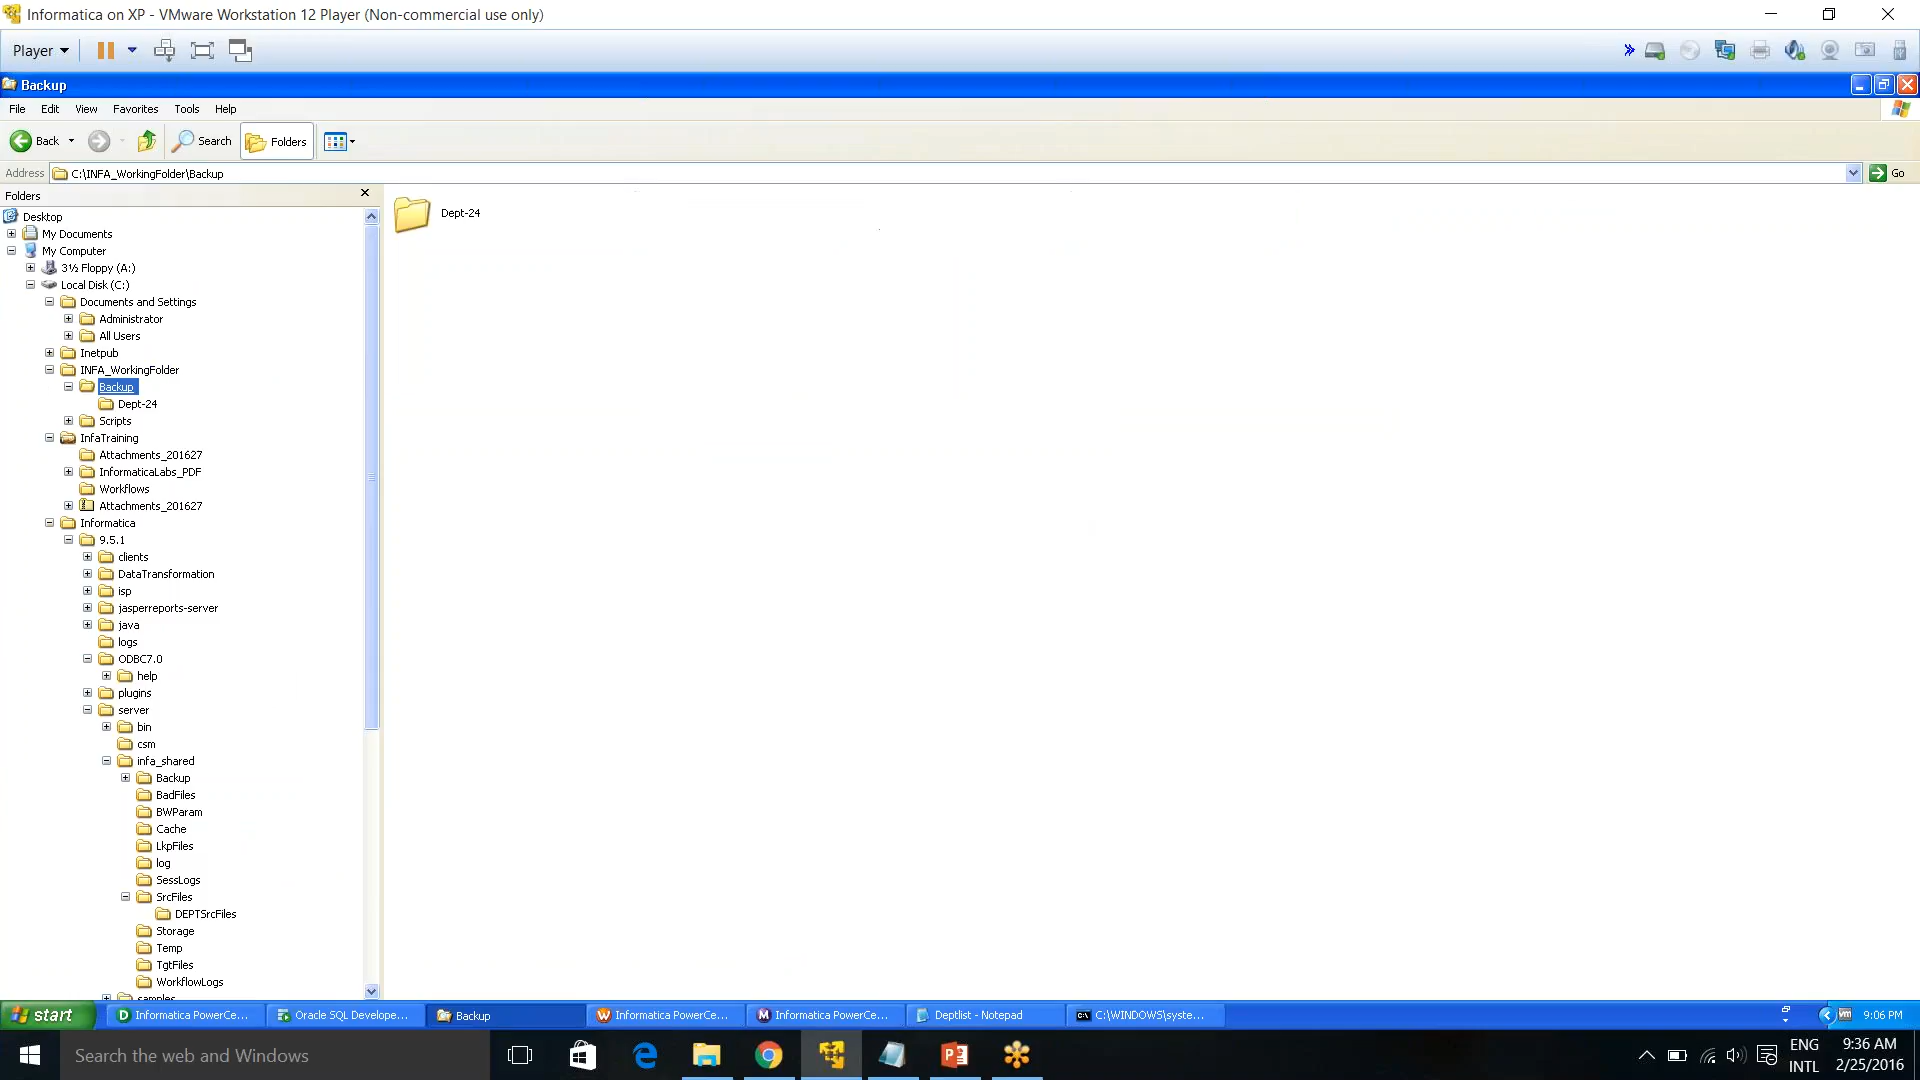 Informatica on XP - VMware Workstation 12 Player (Non-commercial use only)
Player
Backup
File Edit View Favorites Tools Help
Back Search Folders
Address C:\INFA_WorkingFolder\Backup Go
Folders
Desktop
My Documents
My Computer
3½ Floppy (A:)
Local Disk (C:)
Documents and Settings
Administrator
All Users
Inetpub
INFA_WorkingFolder
Backup
Dept-24
Scripts
InfaTraining
Attachments_201627
InformaticaLabs_PDF
Workflows
Attachments_201627
Informatica
9.5.1
clients
DataTransformation
isp
jasperreports-server
java
logs
ODBC7.0
help
plugins
server
bin
csm
infa_shared
Backup
BadFiles
BWParam
Cache
LkpFiles
log
SessLogs
SrcFiles
DEPTSrcFiles
Storage
Temp
TgtFiles
WorkflowLogs
samples
Dept-24
start Informatica PowerCe... Oracle SQL Develope... Backup Informatica PowerCe... Informatica PowerCe... Deptlist - Notepad C:\WINDOWS\syste... 9:06 PM
Search the web and Windows
ENG
INTL
9:36 AM
2/25/2016